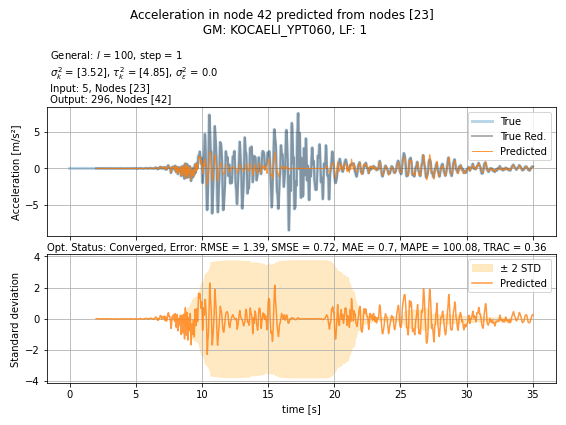 Acceleration in node 42 predicted from nodes [23]
GM: KOCAELI_YPT060, LF: 1
General: l = 100, step = 1
σ²ₖ = [3.52], τ²ₖ = [4.85], σ²ε = 0.0
Input: 5, Nodes [23]
Output: 296, Nodes [42]
Acceleration [m/s²]
5
0
−5
True
True Red.
Predicted
Opt. Status: Converged, Error: RMSE = 1.39, SMSE = 0.72, MAE = 0.7, MAPE = 100.08, TRAC = 0.36
Standard deviation
4
2
0
−2
−4
± 2 STD
Predicted
0 5 10 15 20 25 30 35
time [s]